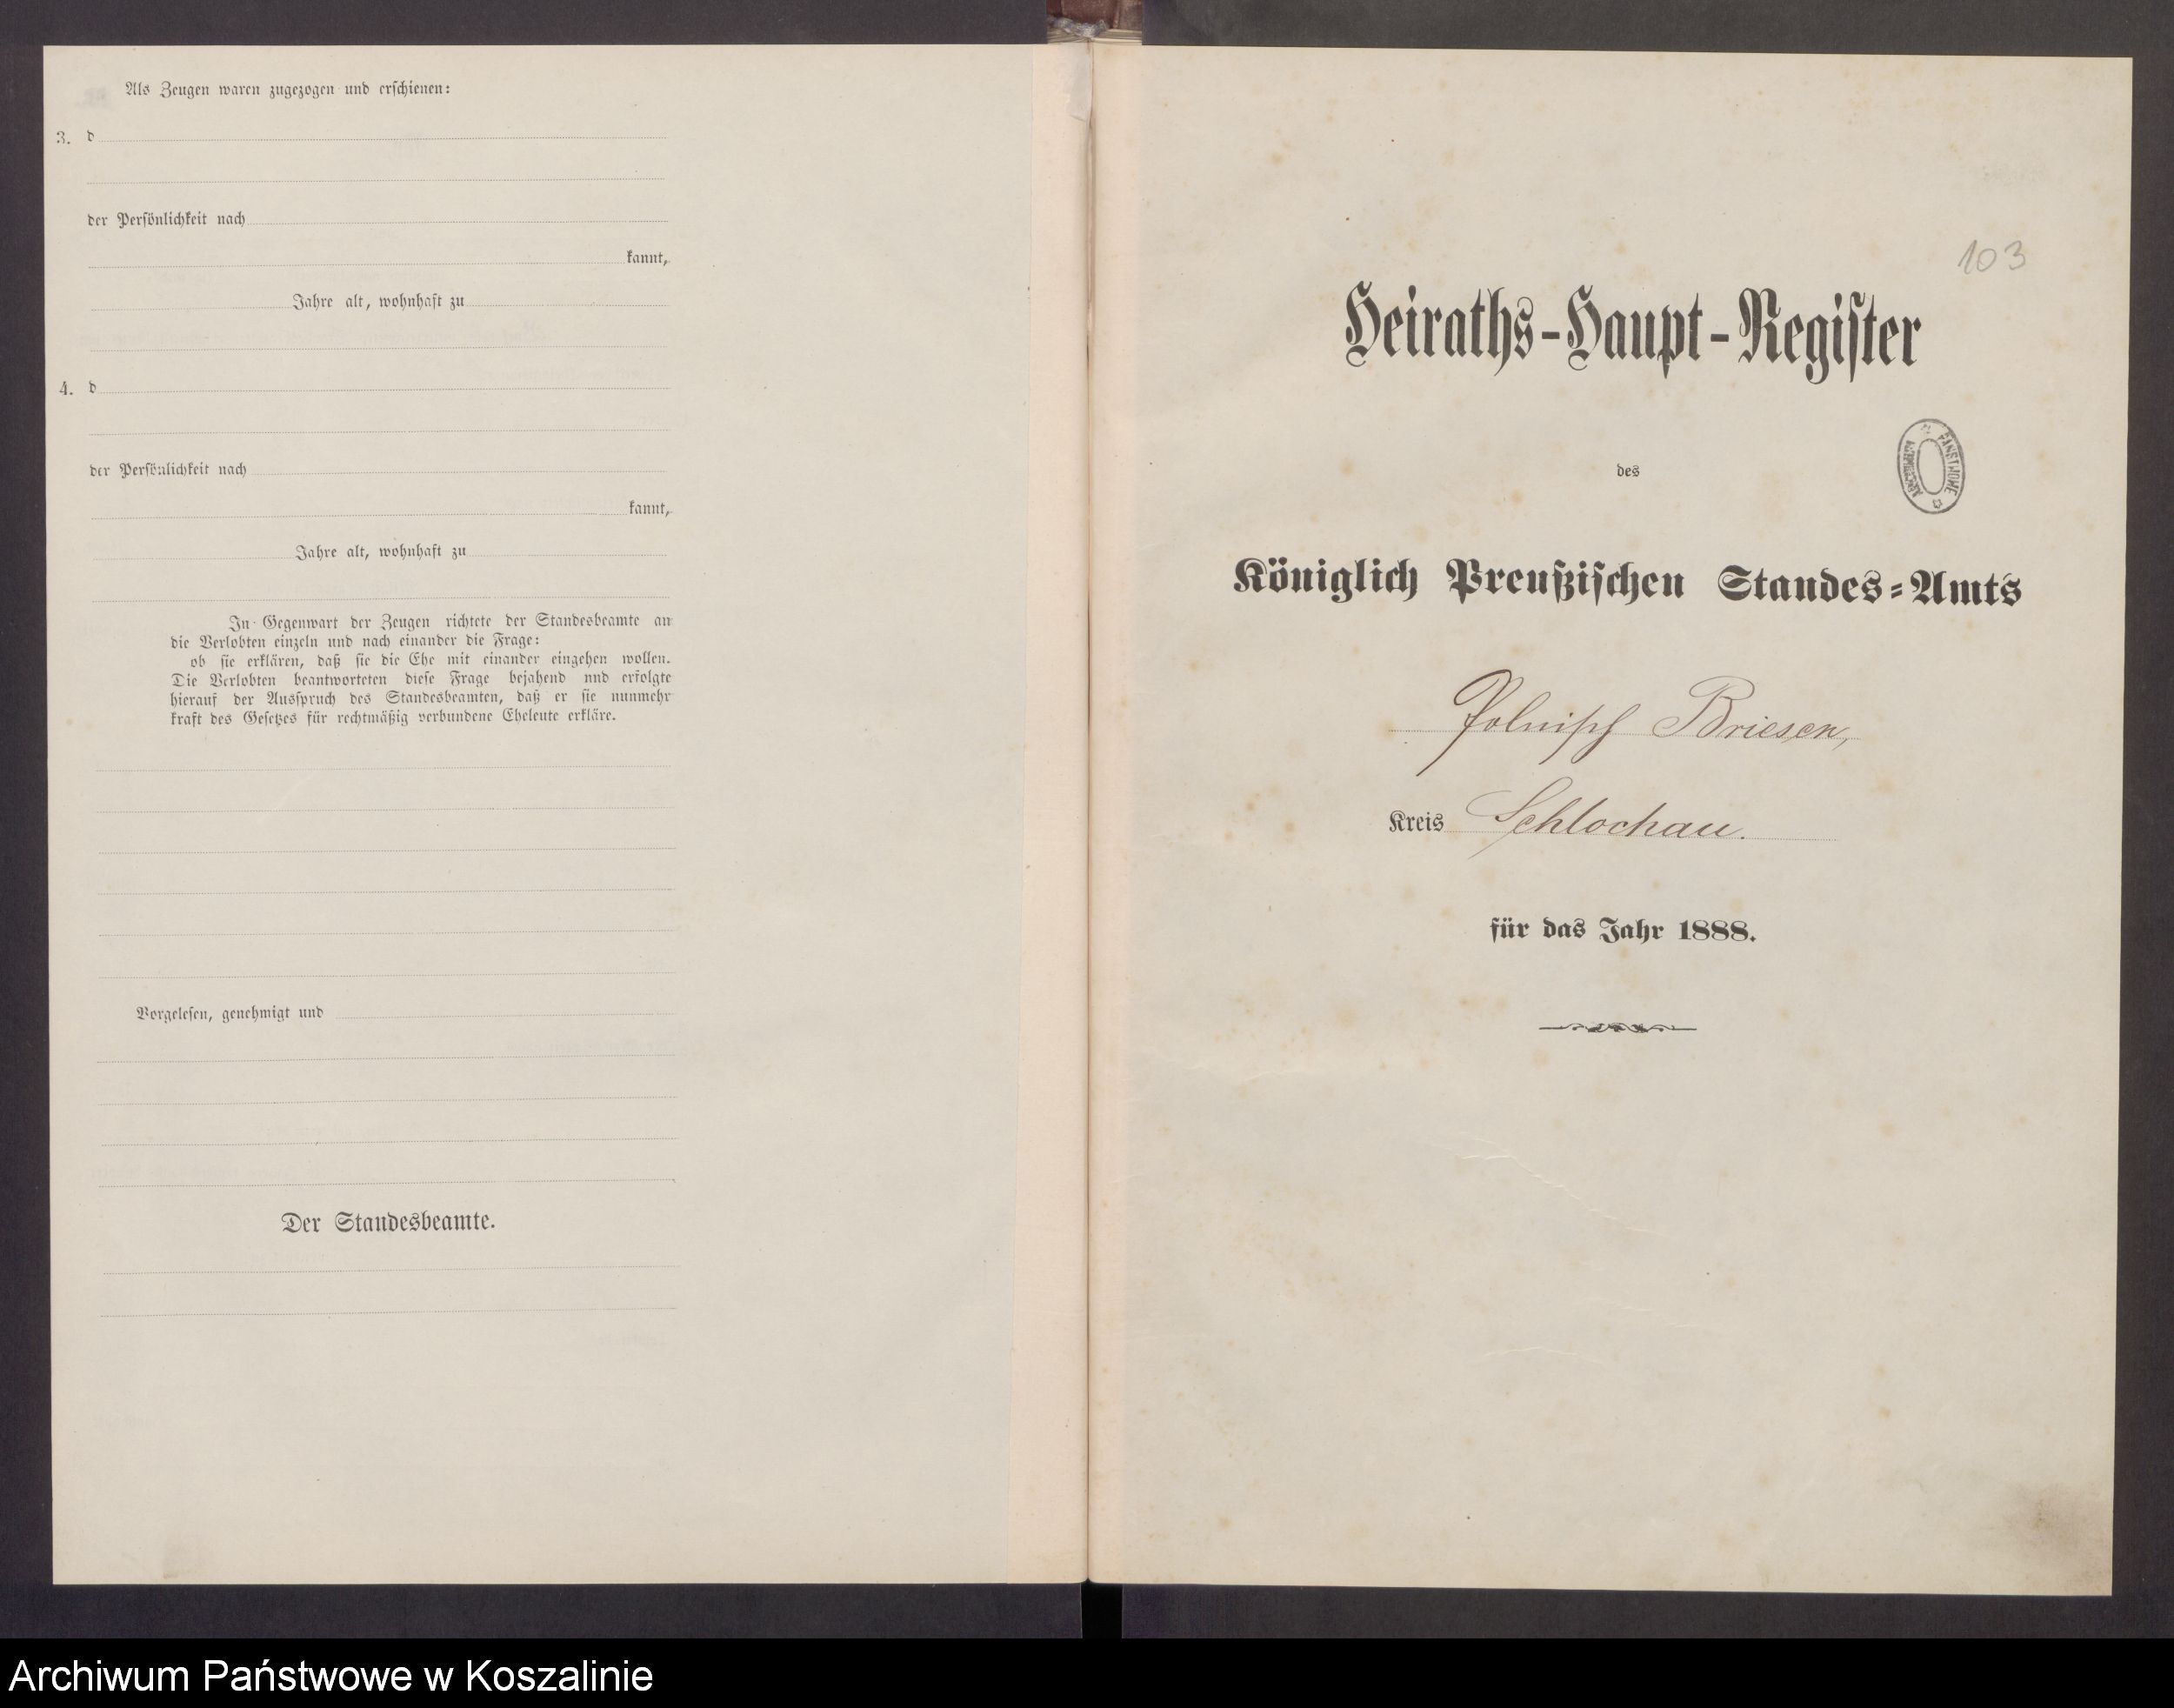 Als Zeugen waren zugezogen und erschienen:
3. d
der Persönlichkeit nach
kannt,
Jahre alt, wohnhaft zu
4. d
der Persönlichkeit nach
kannt,
Jahre alt, wohnhaft zu
In Gegenwart der Zeugen richtete der Standesbeamte an
die Verlobten einzeln und nach einander die Frage:
ob sie erklären, daß sie die Ehe mit einander eingehen wollen.
Die Verlobten beantworteten diese Frage bejahend und erfolgte
hierauf der Ausspruch des Standesbeamten, daß er sie nunmehr
kraft des Gesetzes für rechtmäßig verbundene Eheleute erkläre.
Vorgelesen, genehmigt und
Der Standesbeamte.
103
Heiraths-Haupt-Register
des
ARCHIWUM PAŃSTWOWE
Königlich Preußischen Standes-Amts
Polnisch Briesen,
Kreis Schlochau.
für das Jahr 1888.
Archiwum Państwowe w Koszalinie